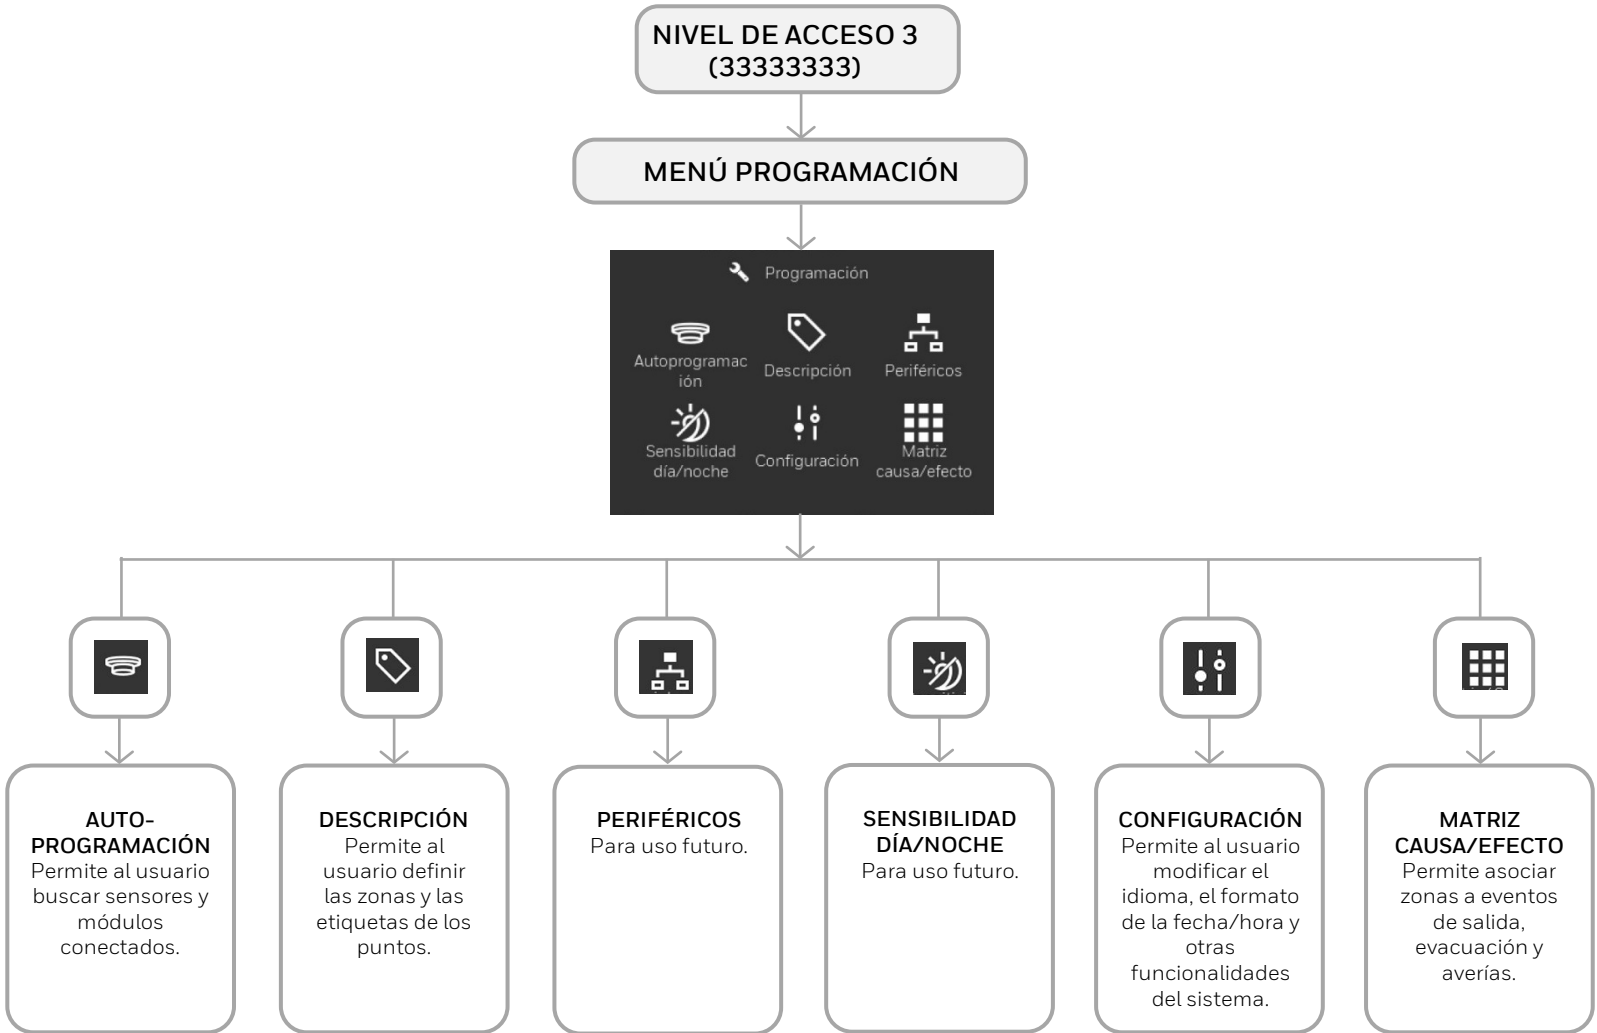 NIVEL DE ACCESO 3
(33333333)
MENÚ PROGRAMACIÓN
Programación
Autoprogramac
ión
Descripción
Periféricos
Sensibilidad
día/noche
Configuración
Matriz
causa/efecto
AUTO-
PROGRAMACIÓN
Permite al usuario
buscar sensores y
módulos
conectados.
DESCRIPCIÓN
Permite al
usuario definir
las zonas y las
etiquetas de los
puntos.
PERIFÉRICOS
Para uso futuro.
SENSIBILIDAD
DÍA/NOCHE
Para uso futuro.
CONFIGURACIÓN
Permite al usuario
modificar el
idioma, el formato
de la fecha/hora y
otras
funcionalidades
del sistema.
MATRIZ
CAUSA/EFECTO
Permite asociar
zonas a eventos
de salida,
evacuación y
averías.